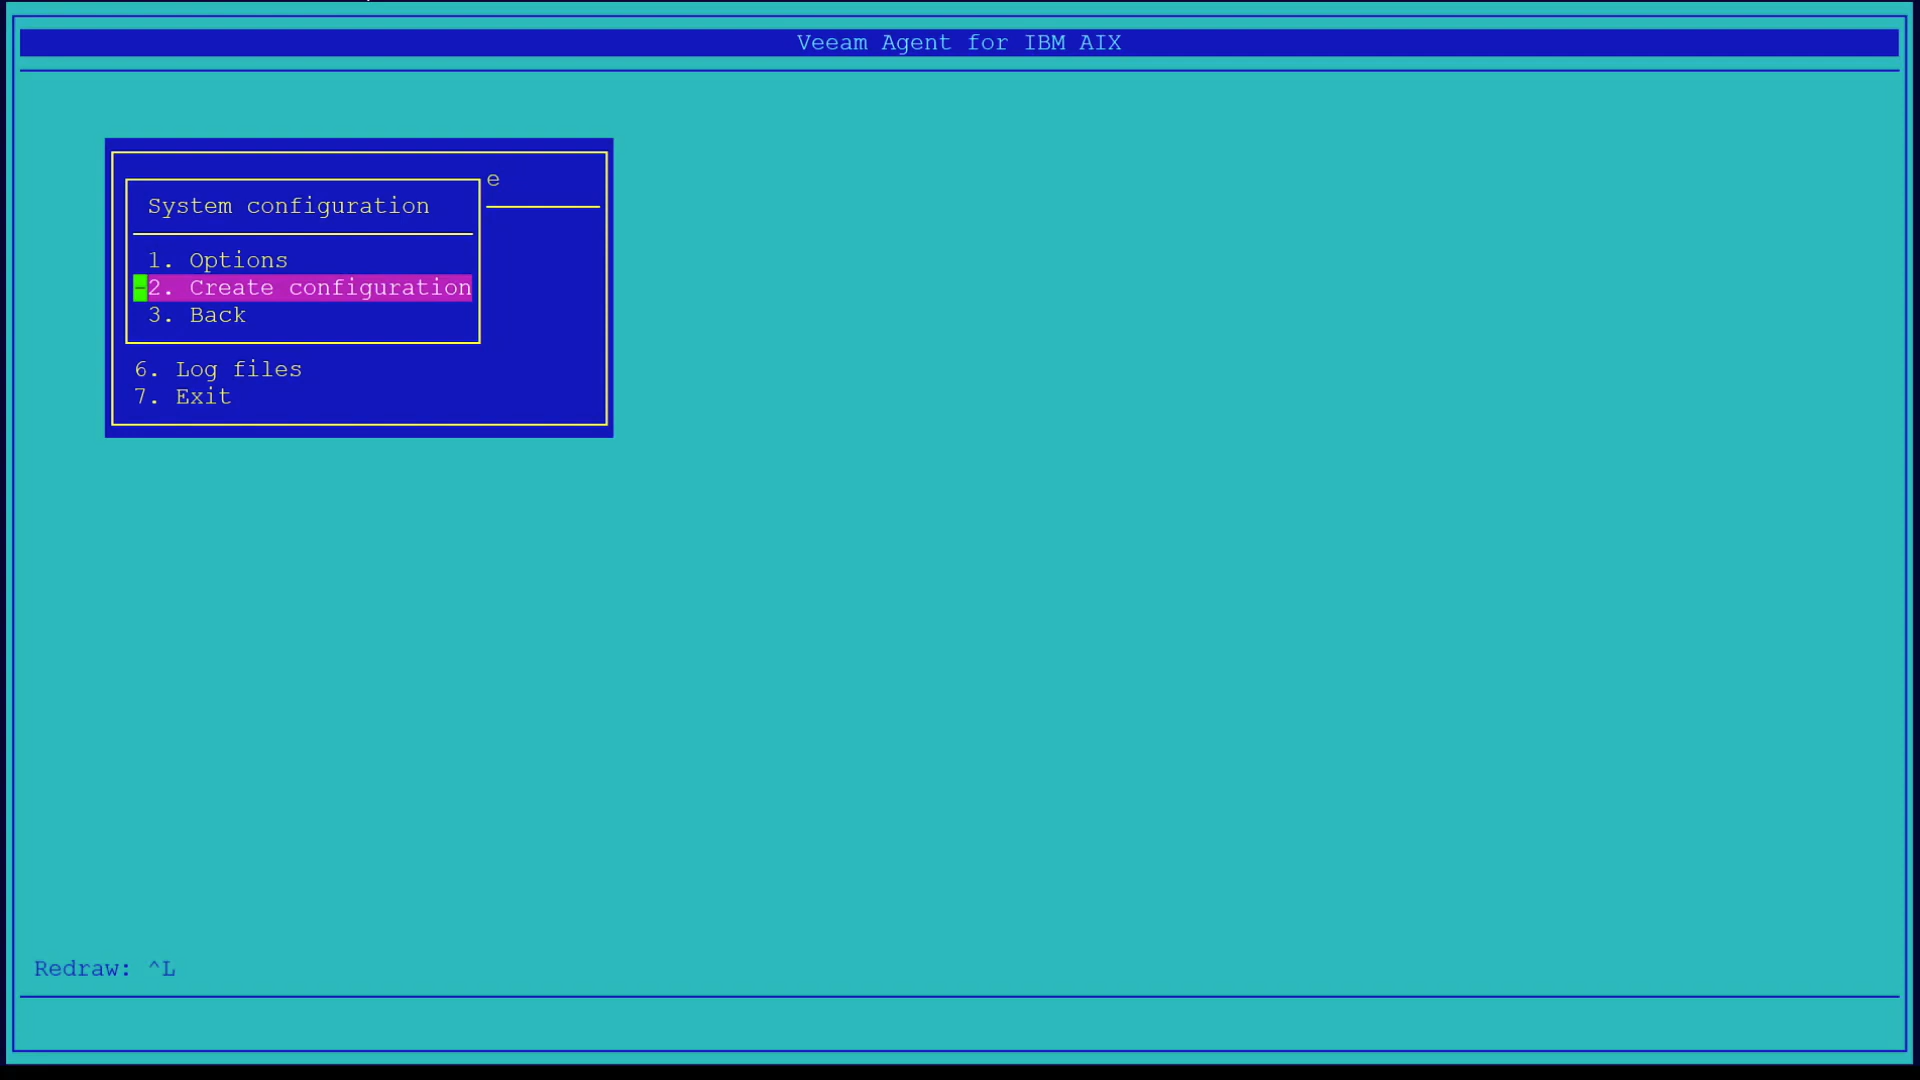 Veeam Agent for IBM AIX
e
System configuration
1. Options
-2. Create configuration
3. Back
6. Log files
7. Exit
Redraw: ^L